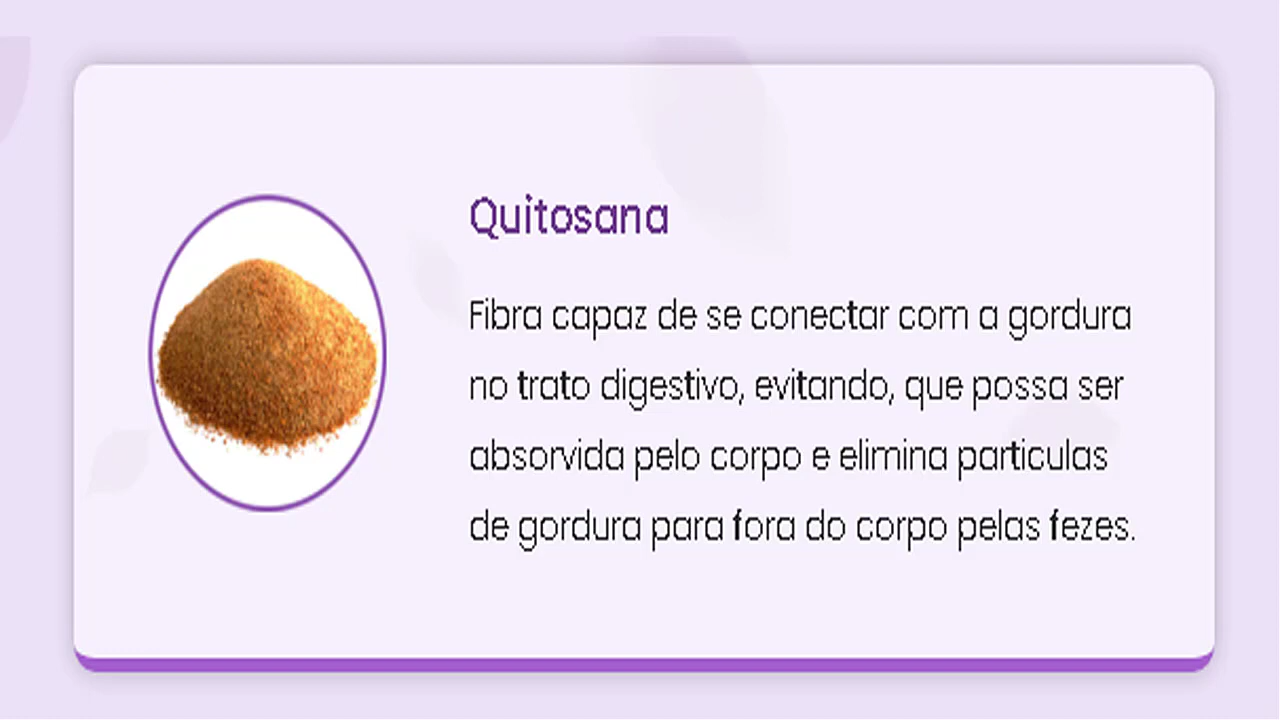 Quitosana
Fibra capaz de se conectar com a gordura
no trato digestivo, evitando, que possa ser
absorvida pelo corpo e elimina particulas
de gordura para fora do corpo pelas fezes.